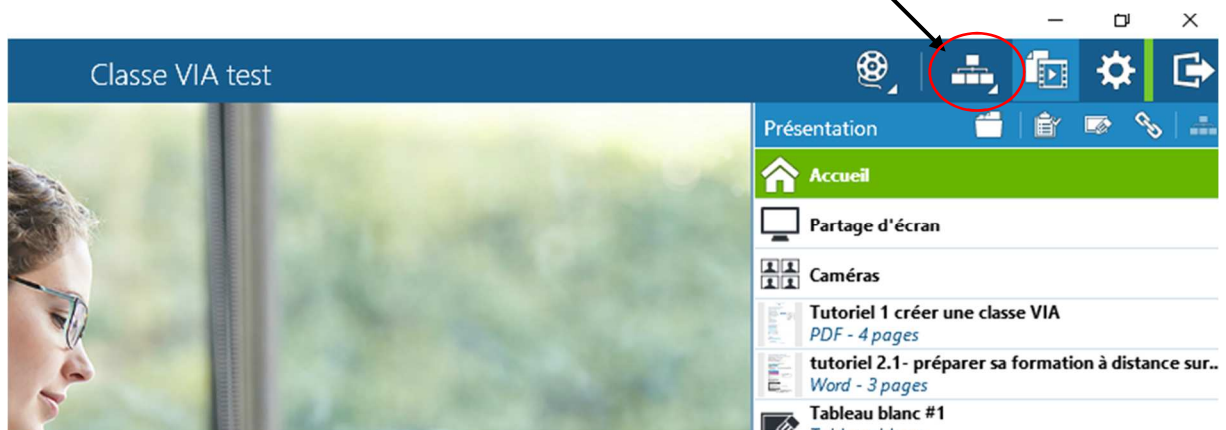 Classe VIA test
Présentation
Accueil
Partage d'écran
Caméras
Tutoriel 1 créer une classe VIA
PDF - 4 pages
tutoriel 2.1- préparer sa formation à distance sur..
Word - 3 pages
Tableau blanc #1